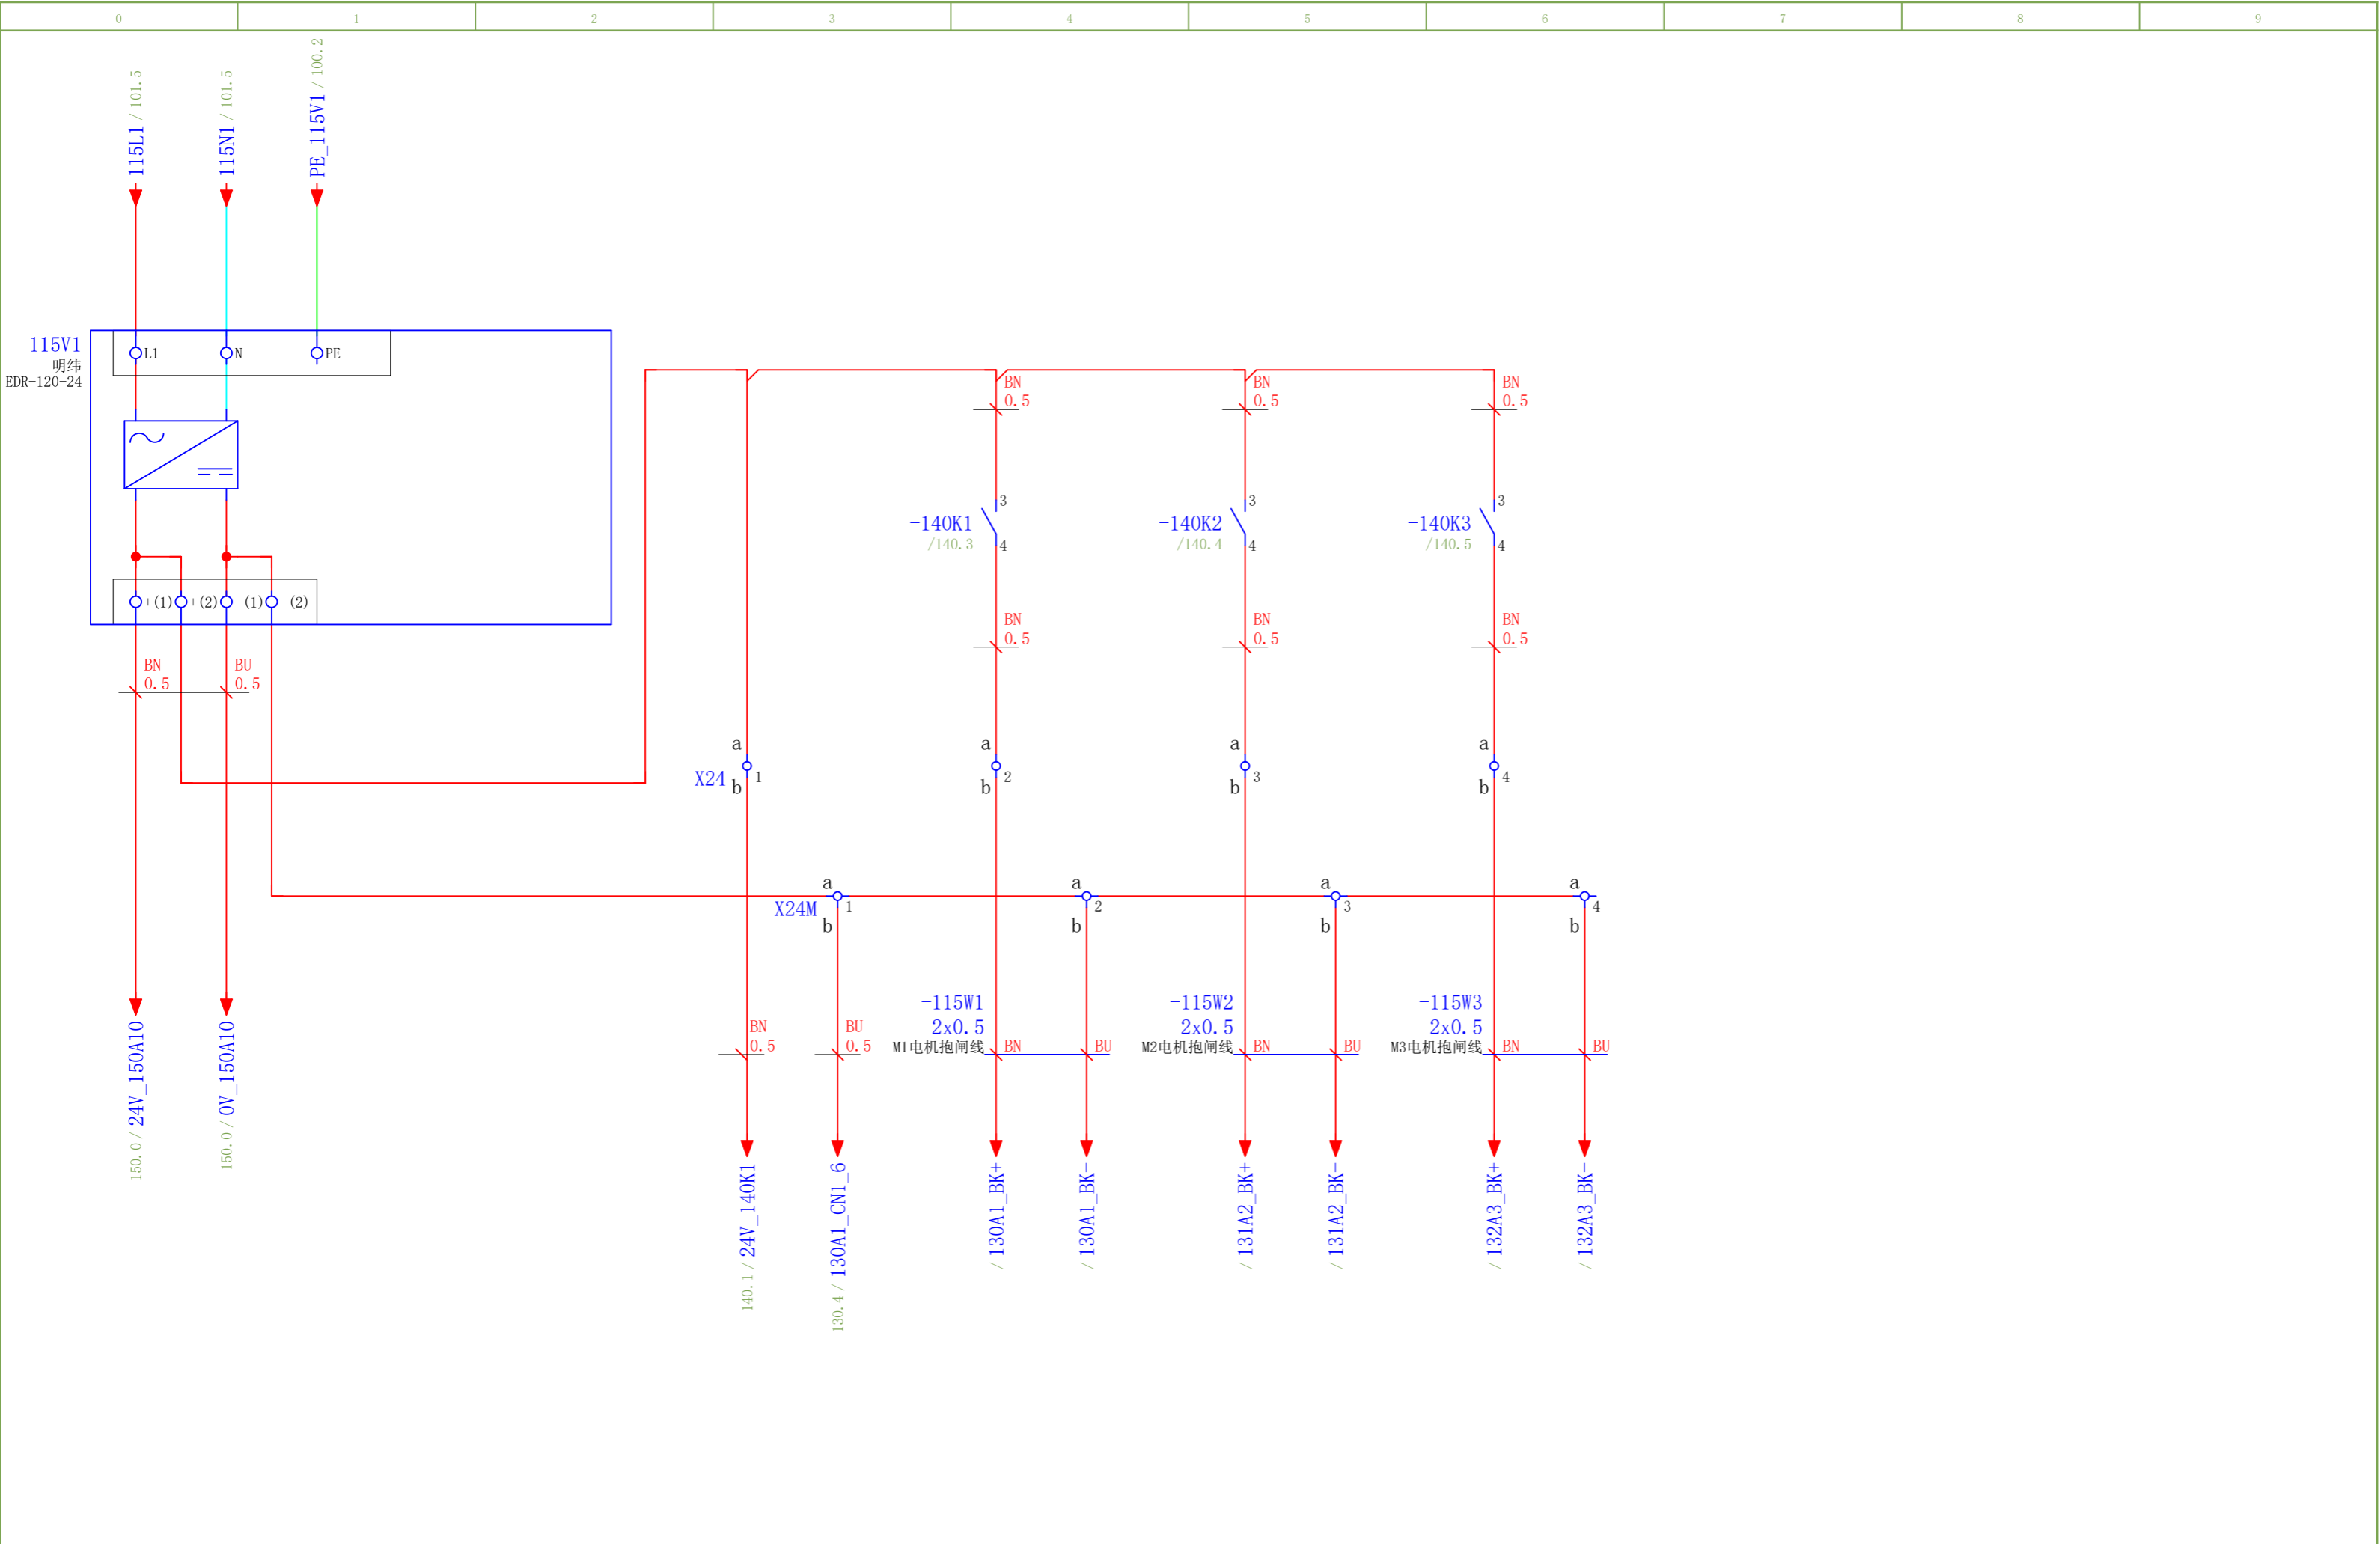 0 1 2 3 4 5 6 7 8 9
115L1 / 101.5
115N1 / 101.5
PE_115V1 / 100.2
115V1
明纬
EDR-120-24
L1
N
PE
+(1)
+(2)
-(1)
-(2)
BN
0.5
BU
0.5
BN
0.5
BN
0.5
BN
0.5
-140K1
/140.3
3
4
-140K2
/140.4
3
4
-140K3
/140.5
3
4
BN
0.5
BN
0.5
BN
0.5
X24
a
b
1
a
b
2
a
b
3
a
b
4
X24M
a
b
1
a
b
2
a
b
3
a
b
4
BN
0.5
BU
0.5
-115W1
2x0.5
M1电机抱闸线
BN
BU
-115W2
2x0.5
M2电机抱闸线
BN
BU
-115W3
2x0.5
M3电机抱闸线
BN
BU
150.0 / 24V_150A10
150.0 / 0V_150A10
140.1 / 24V_140K1
130.4 / 130A1_CN1_6
/ 130A1_BK+
/ 130A1_BK-
/ 131A2_BK+
/ 131A2_BK-
/ 132A3_BK+
/ 132A3_BK-